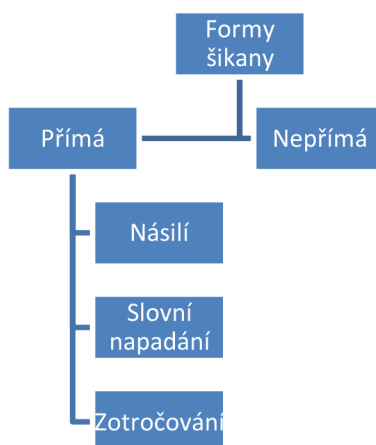 Formy
šikany
Přímá
Nepřímá
Násilí
Slovní
napadání
Zotročování